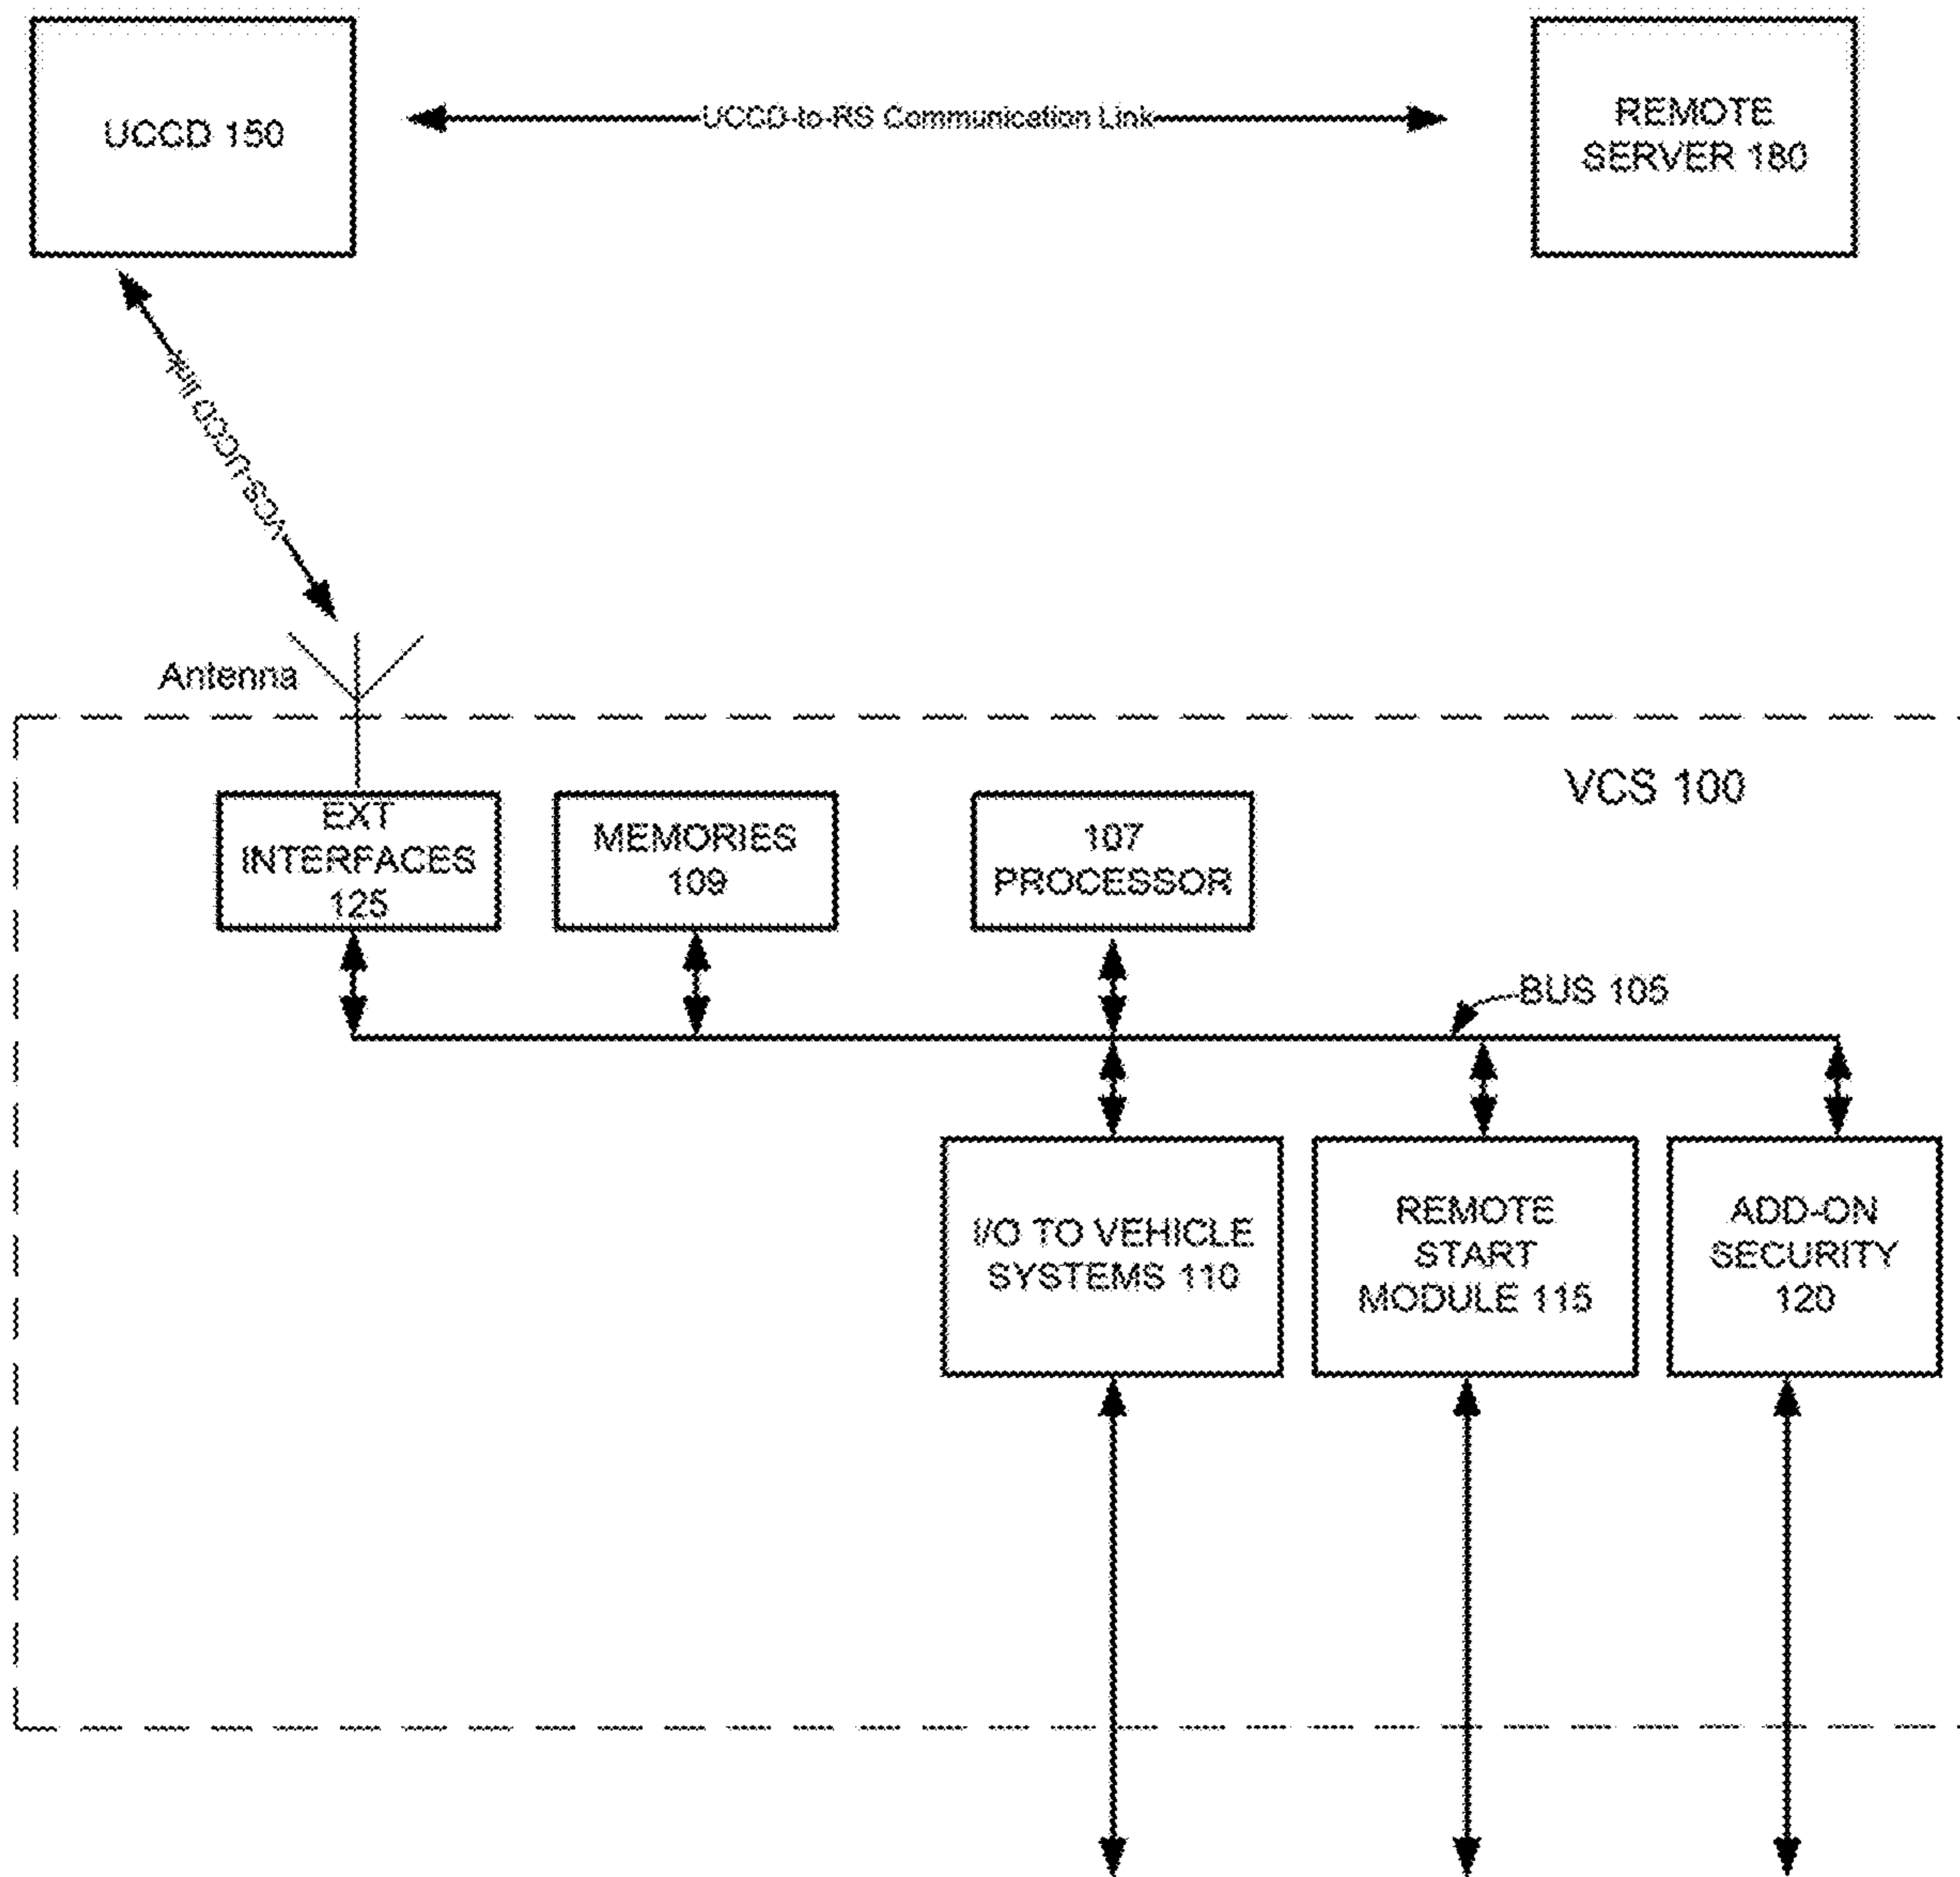 UCCD 150
UCCD-to-RS Communication Link
REMOTE
SERVER 180
VCS-UCCD link
Antenna
VCS 100
EXT
INTERFACES
125
MEMORIES
109
107
PROCESSOR
BUS 105
I/O TO VEHICLE
SYSTEMS 110
REMOTE
START
MODULE 115
ADD-ON
SECURITY
120